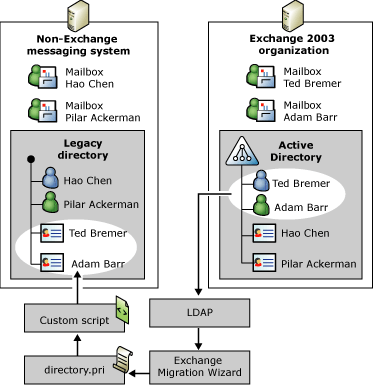 Non-Exchange
messaging system
Mailbox
Hao Chen
Mailbox
Pilar Ackerman
Legacy
directory
Hao Chen
Pilar Ackerman
Ted Bremer
Adam Barr
Exchange 2003
organization
Mailbox
Ted Bremer
Mailbox
Adam Barr
Active
Directory
Ted Bremer
Adam Barr
Hao Chen
Pilar Ackerman
Custom script
LDAP
directory.pri
Exchange
Migration Wizard